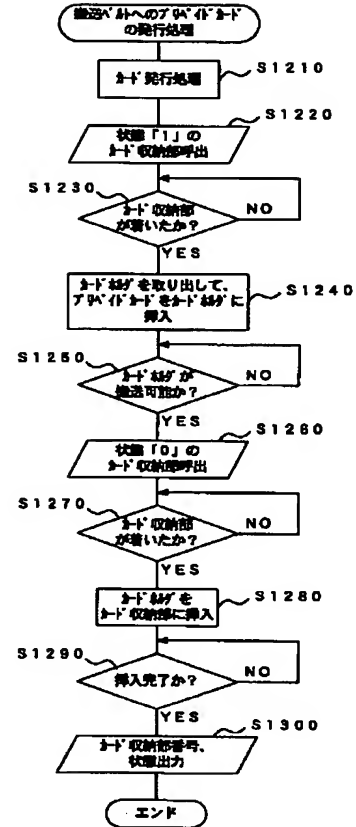 搬送ベルトへのプリペイドカード
の発行処理
S1210
カード発行処理
S1220
状態「1」の
カード収納部呼出
S1230
カード収納部
が着いたか?
NO
YES
カードホルダを取り出して、
プリペイドカードをカードホルダに
挿入
S1240
S1250
カードホルダが
搬送可能か?
NO
YES
S1260
状態「0」の
カード収納部呼出
S1270
カード収納部
が着いたか?
NO
YES
カードホルダを
カード収納部に挿入
S1280
S1290
挿入完了か?
NO
YES
S1300
カード収納部番号、
状態出力
エンド